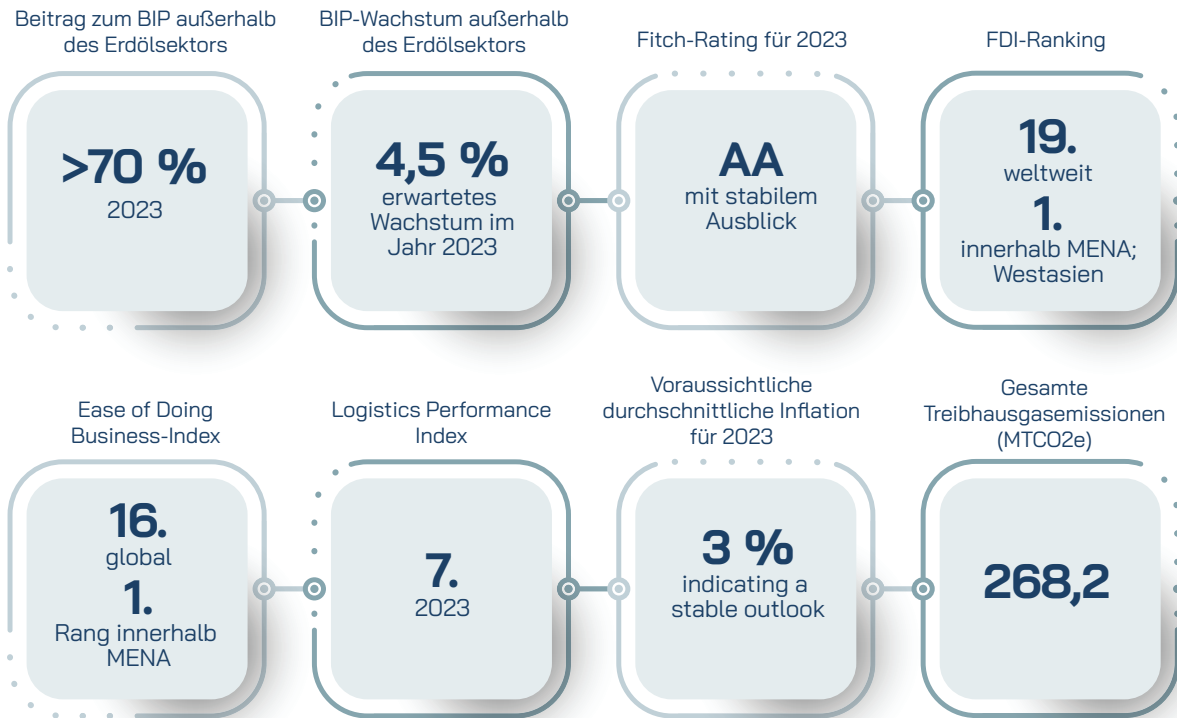 Beitrag zum BIP außerhalb
des Erdölsektors
>70 %
2023
BIP-Wachstum außerhalb
des Erdölsektors
4,5 %
erwartetes
Wachstum im
Jahr 2023
Fitch-Rating für 2023
AA
mit stabilem
Ausblick
FDI-Ranking
19.
weltweit
1.
innerhalb MENA;
Westasien
Ease of Doing
Business-Index
16.
global
1.
Rang innerhalb
MENA
Logistics Performance
Index
7.
2023
Voraussichtliche
durchschnittliche Inflation
für 2023
3 %
indicating a
stable outlook
Gesamte
Treibhausgasemissionen
(MTCO2e)
268,2